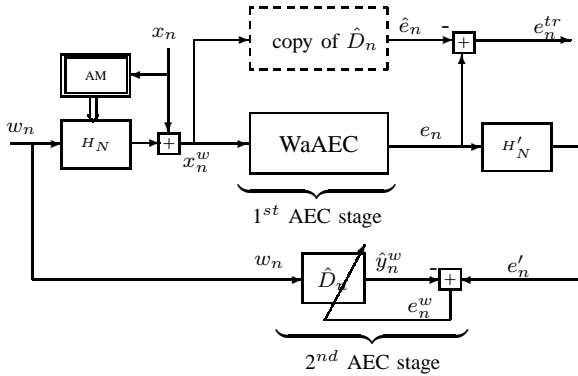 x_n
copy of \hat{D}_n
\hat{e}_n
-
+
e_n^{tr}
AM
w_n
H_N
+
x_n^w
WaAEC
e_n
H'_N
1^{st} AEC stage
w_n
\hat{D}_n
\hat{y}_n^w
-
+
e'_n
e_n^w
2^{nd} AEC stage